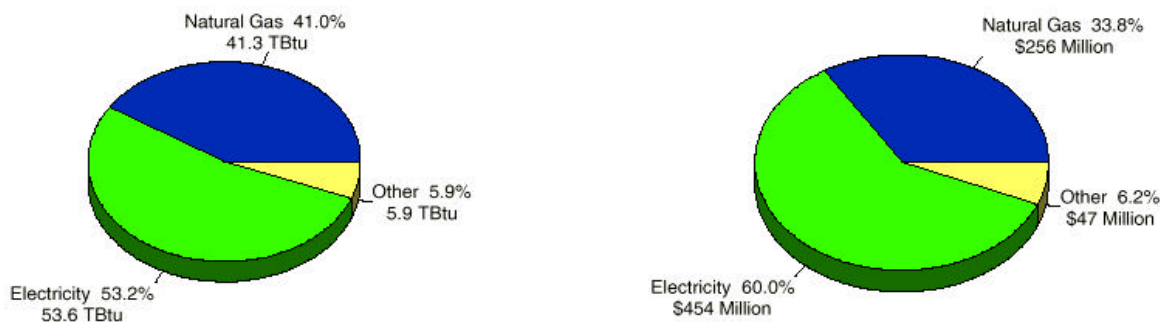 Natural Gas 41.0%
41.3 TBtu
Other 5.9%
5.9 TBtu
Electricity 53.2%
53.6 TBtu
Natural Gas 33.8%
$256 Million
Other 6.2%
$47 Million
Electricity 60.0%
$454 Million